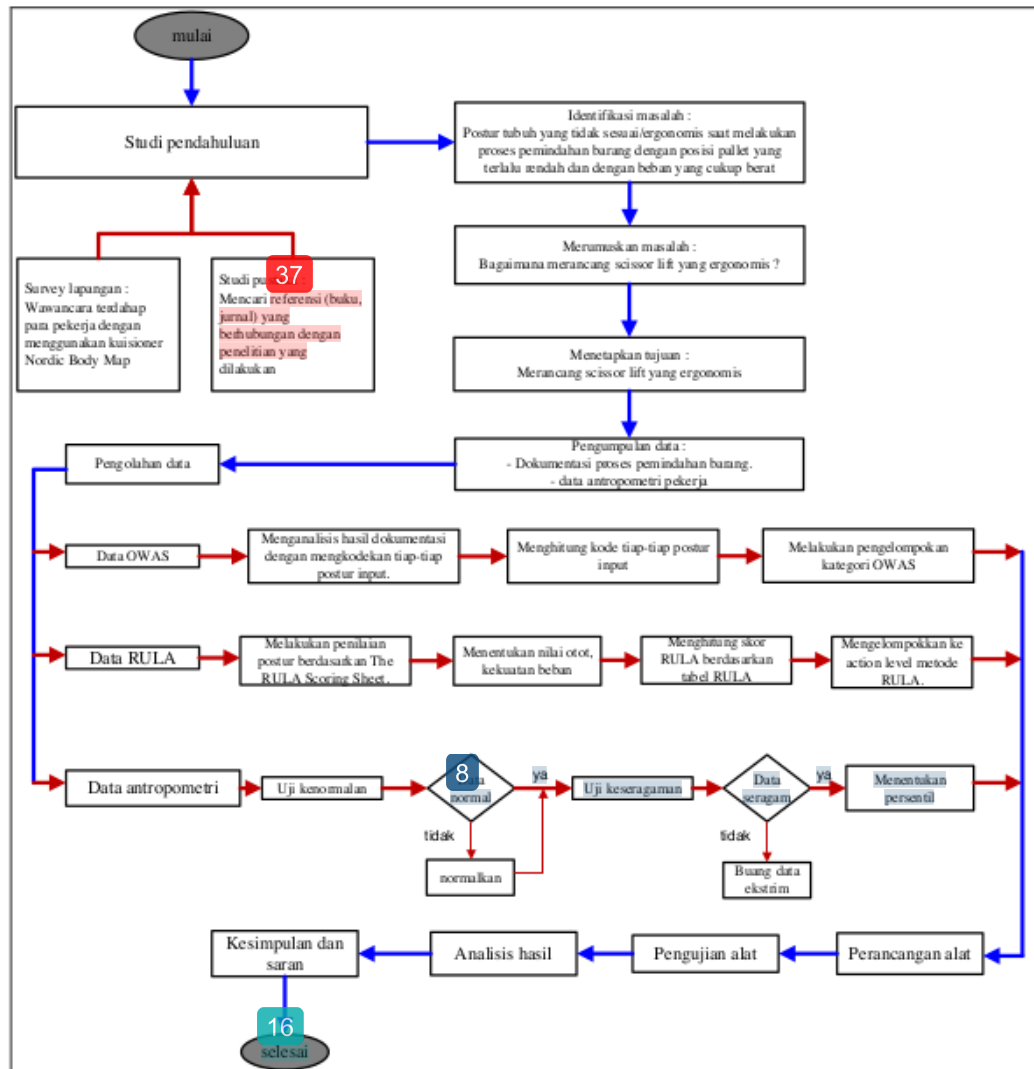 mulai
Studi pendahuluan
Identifikasi masalah :
Postur tubuh yang tidak sesuai/ergonomis saat melakukan
proses pemindahan barang dengan posisi pallet yang
terlalu rendah dan dengan beban yang cukup berat
Merumuskan masalah :
Bagaimana merancang scissor lift yang ergonomis ?
Survey lapangan :
Wawancara terdahap
para pekerja dengan
menggunakan kuisioner
Nordic Body Map
37
Studi :
Mencari referensi (buku,
jurnal) yang
berhubungan dengan
penelitian yang
dilakukan
Menetapkan tujuan :
Merancang scissor lift yang ergonomis
Pengumpulan data :
- Dokumentasi proses pemindahan barang.
- data antropometri pekerja
Pengolahan data
Data OWAS
Menganalisis hasil dokumentasi
dengan mengkodekan tiap-tiap
postur input.
Menghitung kode tiap-tiap postur
input
Melakukan pengelompokan
kategori OWAS
Data RULA
Melakukan penilaian
postur berdasarkan The
RULA Scoring Sheet.
Menentukan nilai otot,
kekuatan beban
Menghitung skor
RULA berdasarkan
tabel RULA
Mengelompokkan ke
action level metode
RULA.
Data antropometri
Uji kenormalan
8
normal
ya
tidak
normalkan
Uji keseragaman
Data
seragam
ya
tidak
Buang data
ekstrim
Menentukan
persentil
Perancangan alat
Pengujian alat
Analisis hasil
Kesimpulan dan
saran
16
selesai